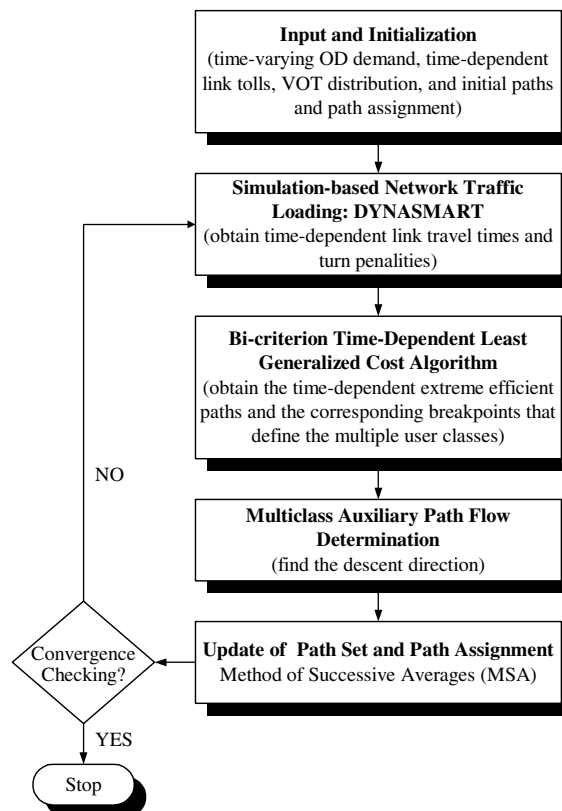 Input and Initialization
(time-varying OD demand, time-dependent
link tolls, VOT distribution, and initial paths
and path assignment)
Simulation-based Network Traffic
Loading: DYNASMART
(obtain time-dependent link travel times and
turn penalities)
Bi-criterion Time-Dependent Least
Generalized Cost Algorithm
(obtain the time-dependent extreme efficient
paths and the corresponding breakpoints that
define the multiple user classes)
NO
Multiclass Auxiliary Path Flow
Determination
(find the descent direction)
Update of Path Set and Path Assignment
Method of Successive Averages (MSA)
Convergence
Checking?
YES
Stop